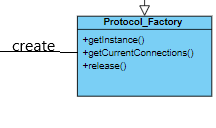 Protocol_Factory
create
+getInstance()
+getCurrentConnections()
+release()